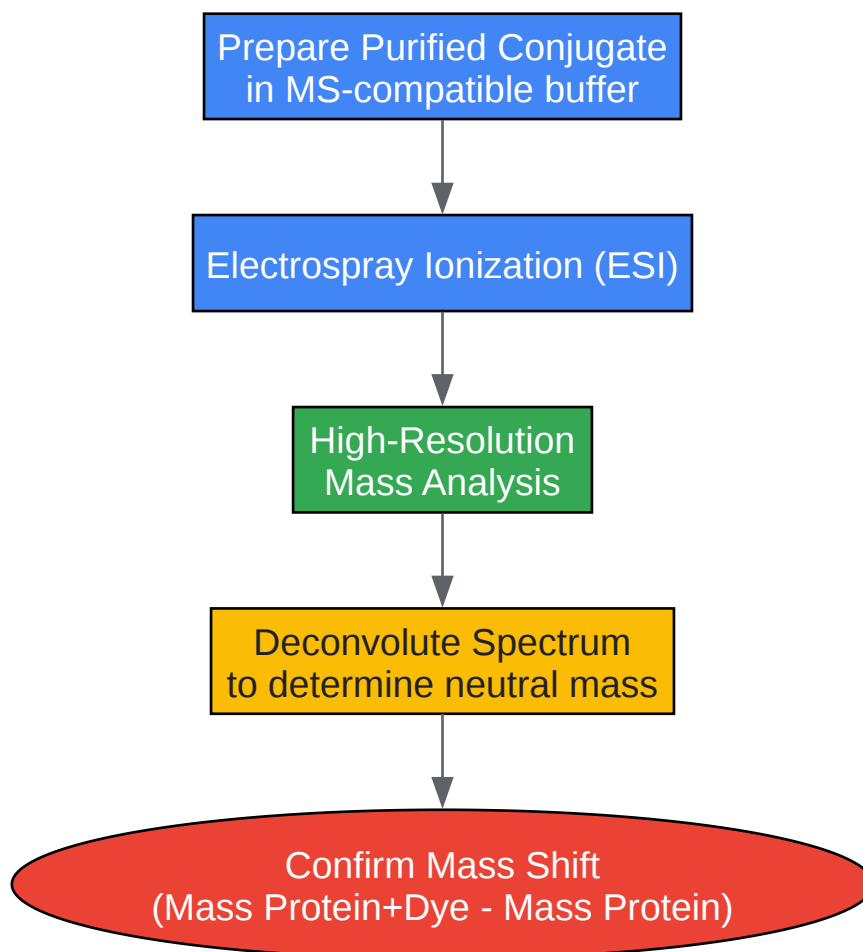 Prepare Purified Conjugate
in MS-compatible buffer
Electrospray Ionization (ESI)
High-Resolution
Mass Analysis
Deconvolute Spectrum
to determine neutral mass
Confirm Mass Shift
(Mass Protein+Dye - Mass Protein)